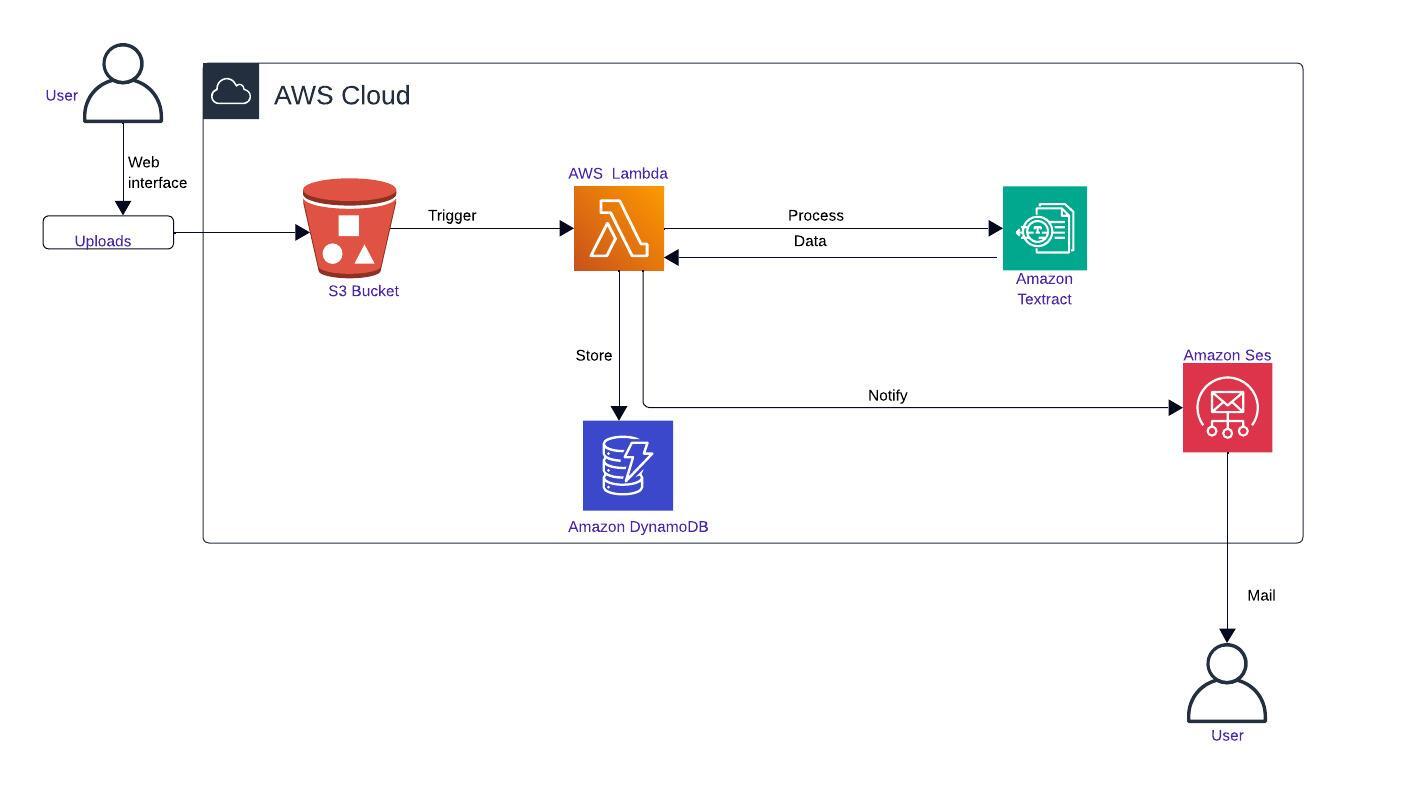 User
AWS Cloud
Web
interface
Uploads
S3 Bucket
Trigger
AWS  Lambda
Process
Data
Amazon
Textract
Store
Notify
Amazon Ses
Amazon DynamoDB
Mail
User